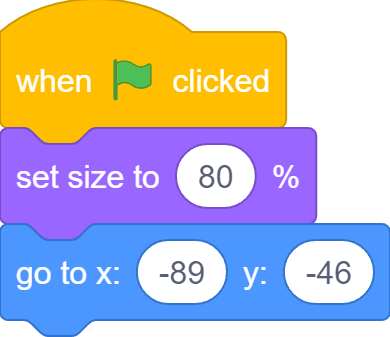 when clicked
set size to 80 %
go to x: -89 y: -46